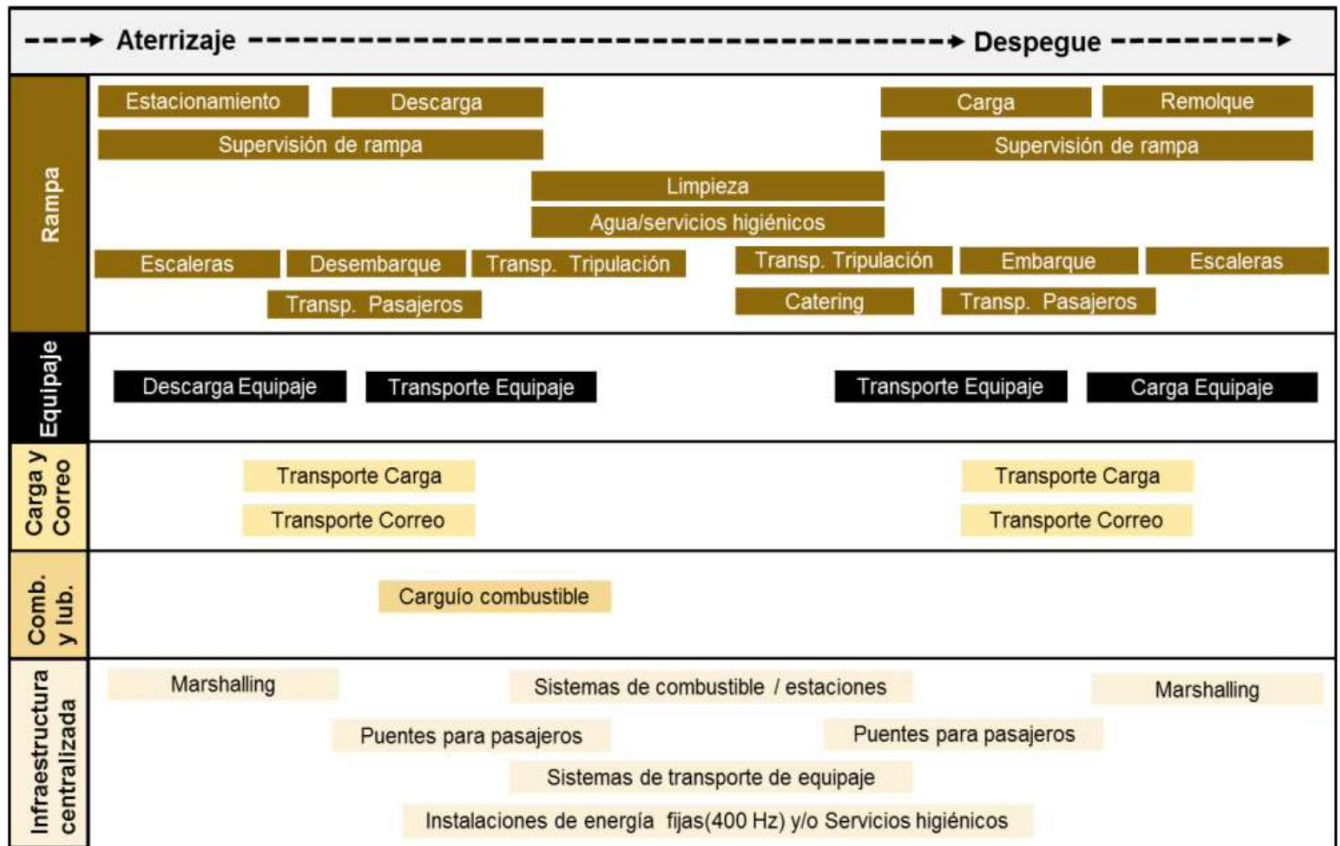 Aterrizaje
Despegue
Rampa
Estacionamiento
Descarga
Carga
Remolque
Supervisión de rampa
Supervisión de rampa
Limpieza
Agua/servicios higiénicos
Escaleras
Desembarque
Transp. Tripulación
Transp. Tripulación
Embarque
Escaleras
Transp. Pasajeros
Catering
Transp. Pasajeros
Equipaje
Descarga Equipaje
Transporte Equipaje
Transporte Equipaje
Carga Equipaje
Carga y
Correo
Transporte Carga
Transporte Carga
Transporte Correo
Transporte Correo
Comb.
y lub.
Carguío combustible
Infraestructura
centralizada
Marshalling
Sistemas de combustible / estaciones
Marshalling
Puentes para pasajeros
Puentes para pasajeros
Sistemas de transporte de equipaje
Instalaciones de energía fijas(400 Hz) y/o Servicios higiénicos